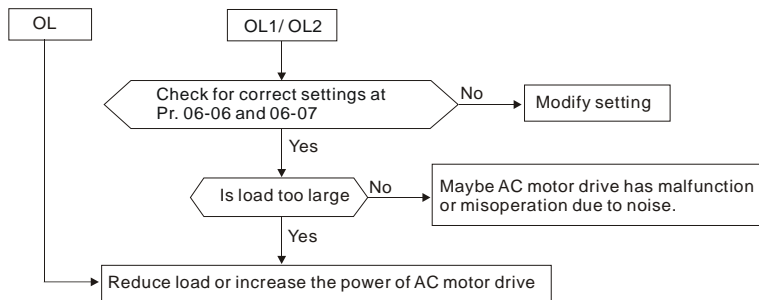 OL
OL1/ OL2
Check for correct settings at
Pr. 06-06 and 06-07
No
Modify setting
Yes
Is load too large
No
Maybe AC motor drive has malfunction
or misoperation due to noise.
Yes
Reduce load or increase the power of AC motor drive